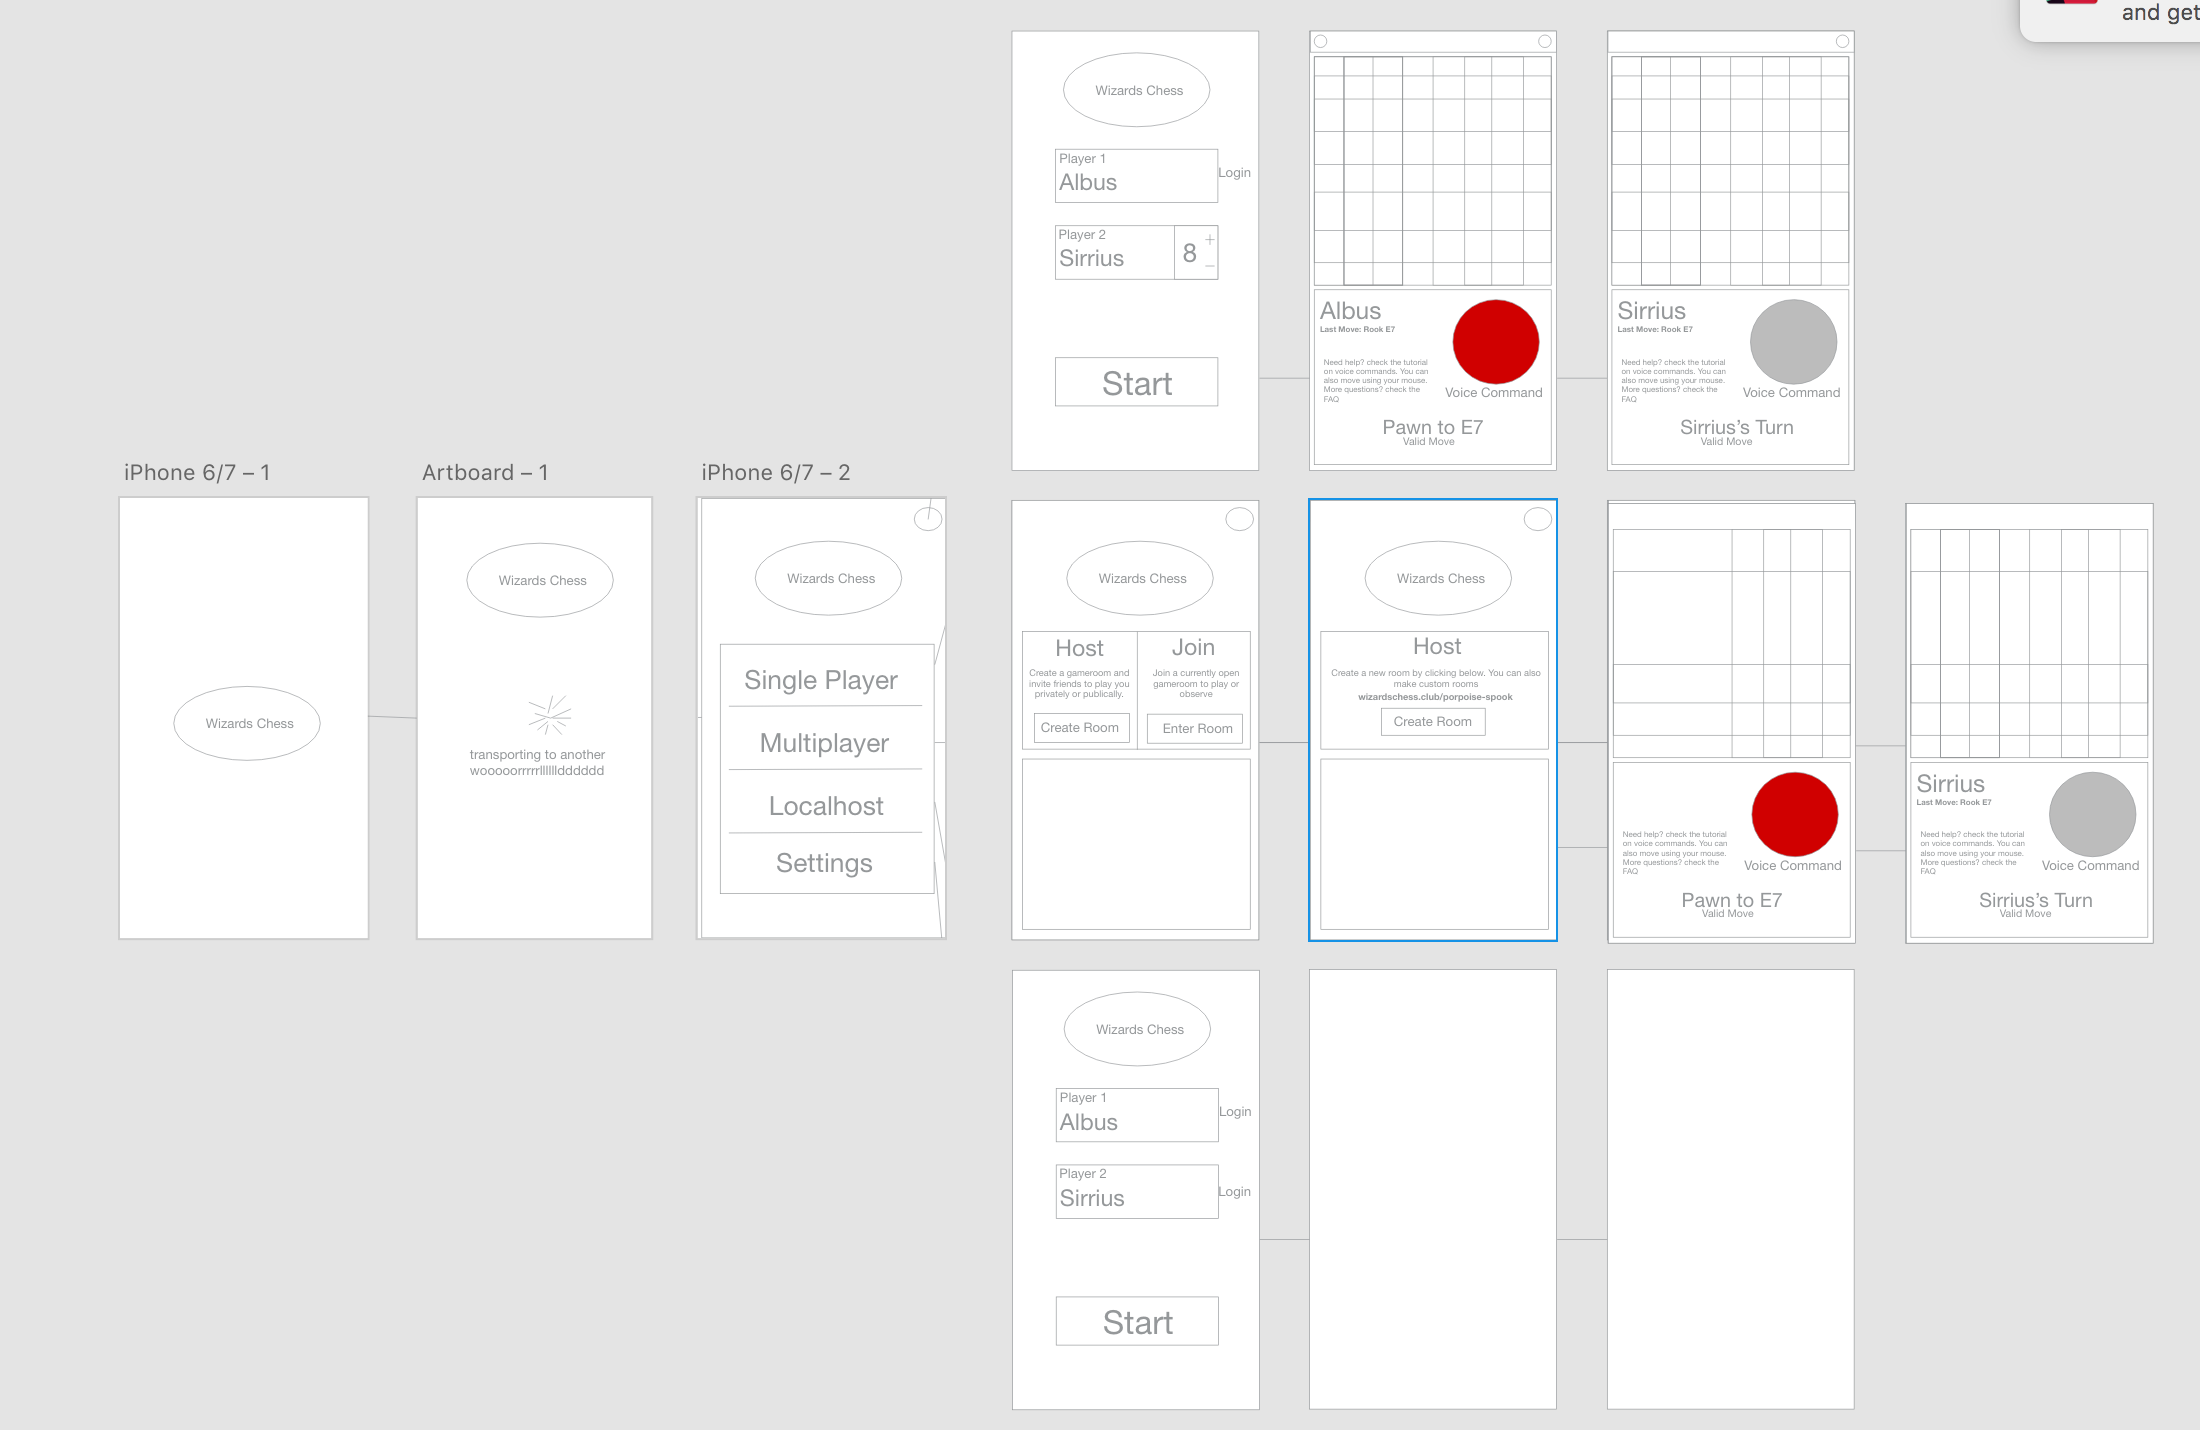 and get
Wizards Chess
Player 1
Albus
Login
Player 2
Sirrius
8
+
−
Start
Albus
Last Move: Rook E7
Need help? check the tutorial
on voice commands. You can
also move using your mouse.
More questions? check the
FAQ
Voice Command
Pawn to E7
Valid Move
Sirrius
Last Move: Rook E7
Need help? check the tutorial
on voice commands. You can
also move using your mouse.
More questions? check the
FAQ
Voice Command
Sirrius’s Turn
Valid Move
iPhone 6/7 – 1
Wizards Chess
Artboard – 1
Wizards Chess
transporting to another
wooooorrrrrllllllddddddd
iPhone 6/7 – 2
Wizards Chess
Single Player
Multiplayer
Localhost
Settings
Wizards Chess
Host
Create a gameroom and
invite friends to play you
privately or publically.
Create Room
Join
Join a currently open
gameroom to play or
observe
Enter Room
Wizards Chess
Host
Create a new room by clicking below. You can also
make custom rooms
wizardschess.club/porpoise-spook
Create Room
Need help? check the tutorial
on voice commands. You can
also move using your mouse.
More questions? check the
FAQ
Voice Command
Pawn to E7
Valid Move
Sirrius
Last Move: Rook E7
Need help? check the tutorial
on voice commands. You can
also move using your mouse.
More questions? check the
FAQ
Voice Command
Sirrius’s Turn
Valid Move
Wizards Chess
Player 1
Albus
Login
Player 2
Sirrius
Login
Start